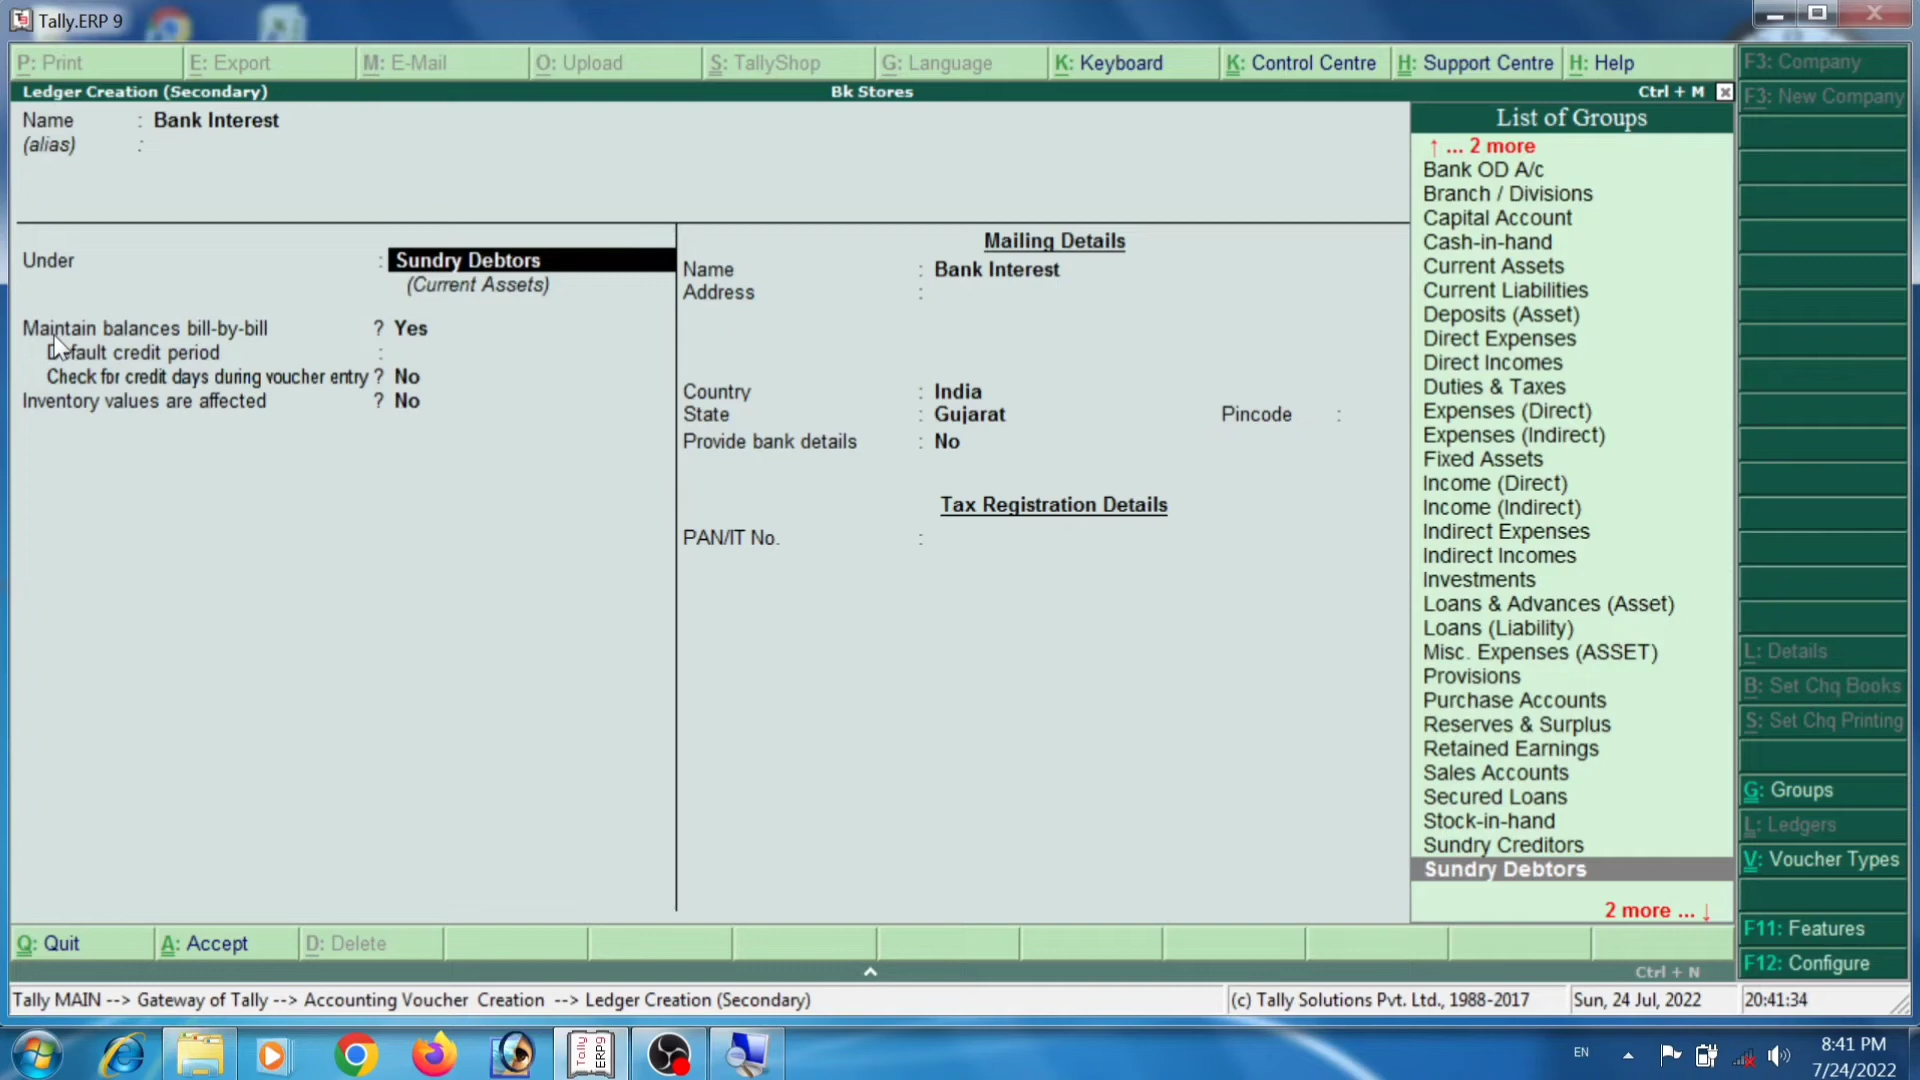 Tally.ERP 9
P: Print E: Export M: E-Mail O: Upload S: TallyShop G: Language K: Keyboard K: Control Centre H: Support Centre H: Help
Ledger Creation (Secondary) Bk Stores Ctrl + M
Name : Bank Interest
(alias) :
Under : Sundry Debtors
(Current Assets)
Maintain balances bill-by-bill ? Yes
Default credit period :
Check for credit days during voucher entry ? No
Inventory values are affected ? No
Mailing Details
Name : Bank Interest
Address :
Country : India
State : Gujarat Pincode :
Provide bank details : No
Tax Registration Details
PAN/IT No. :
List of Groups
↑ ... 2 more
Bank OD A/c
Branch / Divisions
Capital Account
Cash-in-hand
Current Assets
Current Liabilities
Deposits (Asset)
Direct Expenses
Direct Incomes
Duties & Taxes
Expenses (Direct)
Expenses (Indirect)
Fixed Assets
Income (Direct)
Income (Indirect)
Indirect Expenses
Indirect Incomes
Investments
Loans & Advances (Asset)
Loans (Liability)
Misc. Expenses (ASSET)
Provisions
Purchase Accounts
Reserves & Surplus
Retained Earnings
Sales Accounts
Secured Loans
Stock-in-hand
Sundry Creditors
Sundry Debtors
2 more ... ↓
F3: Company
F3: New Company
L: Details
B: Set Chq Books
S: Set Chq Printing
G: Groups
L: Ledgers
V: Voucher Types
F11: Features
F12: Configure
Q: Quit A: Accept D: Delete
Ctrl + N
Tally MAIN --> Gateway of Tally --> Accounting Voucher Creation --> Ledger Creation (Secondary) (c) Tally Solutions Pvt. Ltd., 1988-2017 Sun, 24 Jul, 2022 20:41:34
Tally ERP9
EN
8:41 PM
7/24/2022